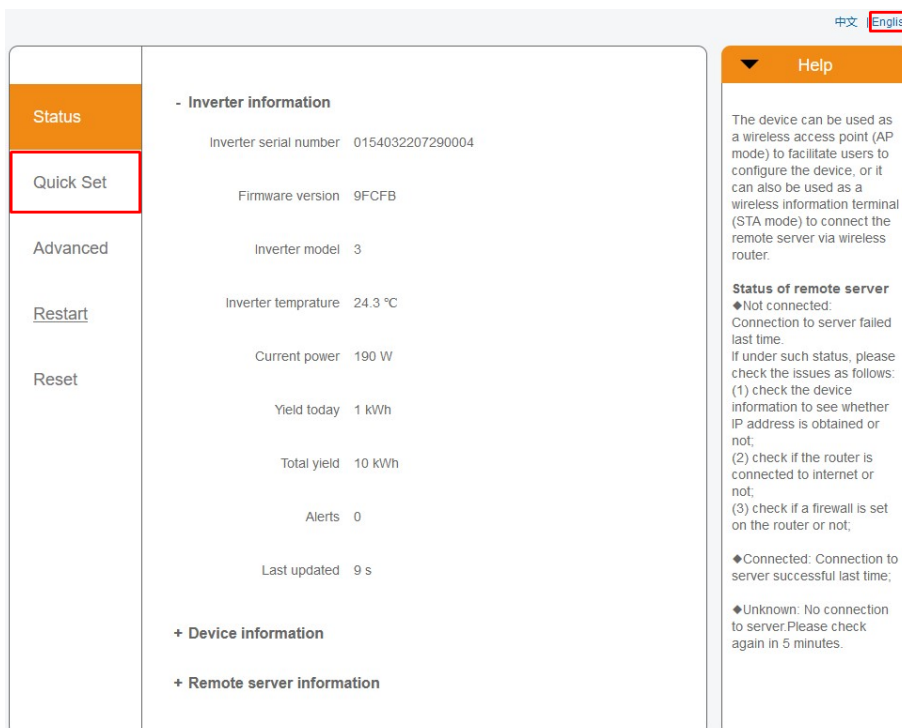 中文 | Englis
Help
Status
Quick Set
Advanced
Restart
Reset
- Inverter information
Inverter serial number 0154032207290004
Firmware version 9FCFB
Inverter model 3
Inverter temprature 24.3 °C
Current power 190 W
Yield today 1 kWh
Total yield 10 kWh
Alerts 0
Last updated 9 s
+ Device information
+ Remote server information
The device can be used as
a wireless access point (AP
mode) to facilitate users to
configure the device, or it
can also be used as a
wireless information terminal
(STA mode) to connect the
remote server via wireless
router.
Status of remote server
◆Not connected:
Connection to server failed
last time.
If under such status, please
check the issues as follows:
(1) check the device
information to see whether
IP address is obtained or
not;
(2) check if the router is
connected to internet or
not;
(3) check if a firewall is set
on the router or not;
◆Connected: Connection to
server successful last time;
◆Unknown: No connection
to server.Please check
again in 5 minutes.